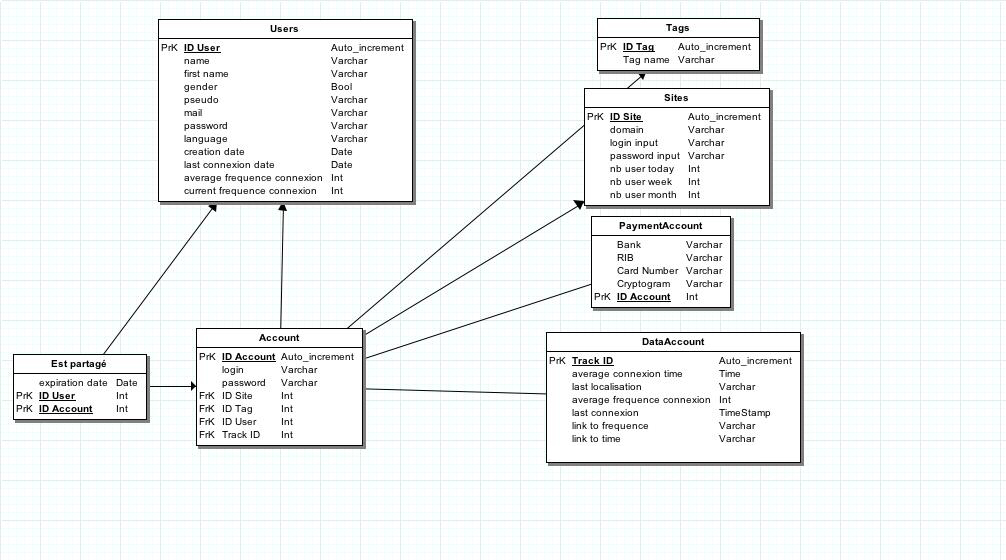 Users
PrK ID User Auto_increment
name Varchar
first name Varchar
gender Bool
pseudo Varchar
mail Varchar
password Varchar
language Varchar
creation date Date
last connexion date Date
average frequence connexion Int
current frequence connexion Int
Tags
PrK ID Tag Auto_increment
Tag name Varchar
Sites
PrK ID Site Auto_increment
domain Varchar
login input Varchar
password input Varchar
nb user today Int
nb user week Int
nb user month Int
PaymentAccount
Bank Varchar
RIB Varchar
Card Number Varchar
Cryptogram Varchar
PrK ID Account Int
Est partagé
expiration date Date
PrK ID User Int
PrK ID Account Int
Account
PrK ID Account Auto_increment
login Varchar
password Varchar
FrK ID Site Int
FrK ID Tag Int
FrK ID User Int
FrK Track ID Int
DataAccount
PrK Track ID Auto_increment
average connexion time Time
last localisation Varchar
average frequence connexion Int
last connexion TimeStamp
link to frequence Varchar
link to time Varchar